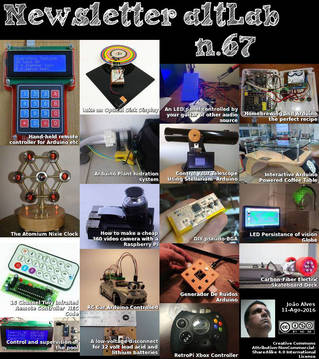 Newsletter altLab
n.67
Hand-held remote
controller for Arduino etc
Make an Optical Disk Display
An LED panel controlled by
your guitar or other audio
source
Homebrewing and Arduino
the perfect recipe
Arduino Plant hidration
system
Control your Telescope
Using Stellarium, Arduino
Interactive Arduino
Powered Coffee Table
The Atomium Nixie Clock
How to make a cheap
360 video camera with a
Raspberry Pi
DIY pseudo-BGA
LED Persistance of vision
Globe
16 Channel Tiny Infrared
Remote Controller .NEC
Code
RC Car Arduino Controlled
Generador De Ruidos
Arduino
Carbon-Fiber Electric
Skateboard Deck
Control and supervision of
the pool
A low-voltage disconnect
for 12 volt lead acid and
lithium batteries
RetroPi Xbox Controller
João Alves
11-Ago-2016
Creative Commons
Attribution-NonCommercial-
ShareAlike 4.0 International
License